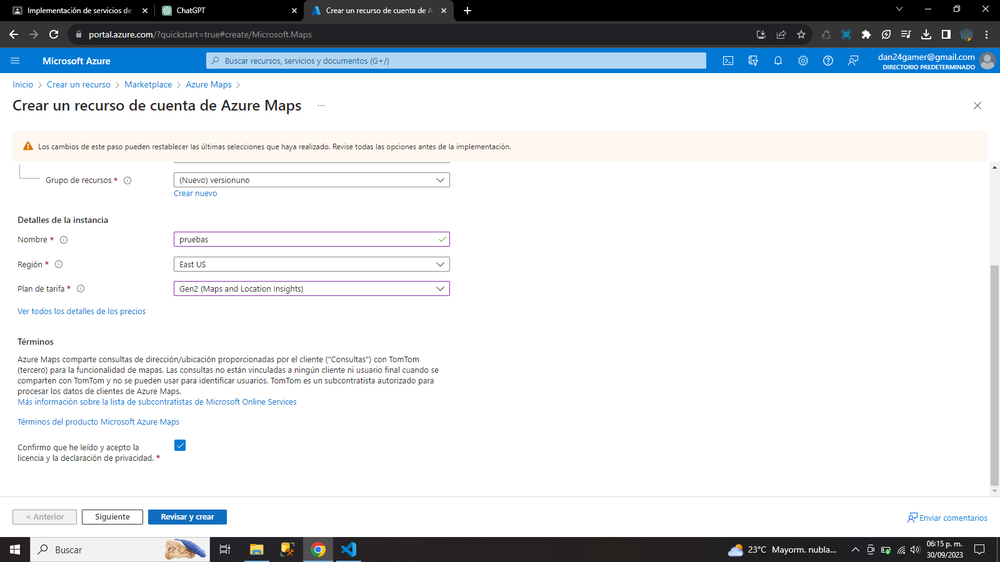 Implementación de servicios de
ChatGPT
Crear un recurso de cuenta de A
portal.azure.com/?quickstart=true#create/Microsoft.Maps
Microsoft Azure
Buscar recursos, servicios y documentos (G+/)
dan24gamer@gmail.com
DIRECTORIO PREDETERMINADO
Inicio > Crear un recurso > Marketplace > Azure Maps >
Crear un recurso de cuenta de Azure Maps ...
Los cambios de este paso pueden restablecer las últimas selecciones que haya realizado. Revise todas las opciones antes de la implementación.
Grupo de recursos *
(Nuevo) versionuno
Crear nuevo
Detalles de la instancia
Nombre *
pruebas
Región *
East US
Plan de tarifa *
Gen2 (Maps and Location Insights)
Ver todos los detalles de los precios
Términos
Azure Maps comparte consultas de dirección/ubicación proporcionadas por el cliente ("Consultas") con TomTom
(tercero) para la funcionalidad de mapas. Las consultas no están vinculadas a ningún cliente ni usuario final cuando se
comparten con TomTom y no se pueden usar para identificar usuarios. TomTom es un subcontratista autorizado para
procesar los datos de clientes de Azure Maps.
Más información sobre la lista de subcontratistas de Microsoft Online Services
Términos del producto Microsoft Azure Maps
Confirmo que he leído y acepto la
licencia y la declaración de privacidad. *
< Anterior
Siguiente
Revisar y crear
Enviar comentarios
Buscar
23°C Mayorm. nubla...
06:15 p. m.
30/09/2023